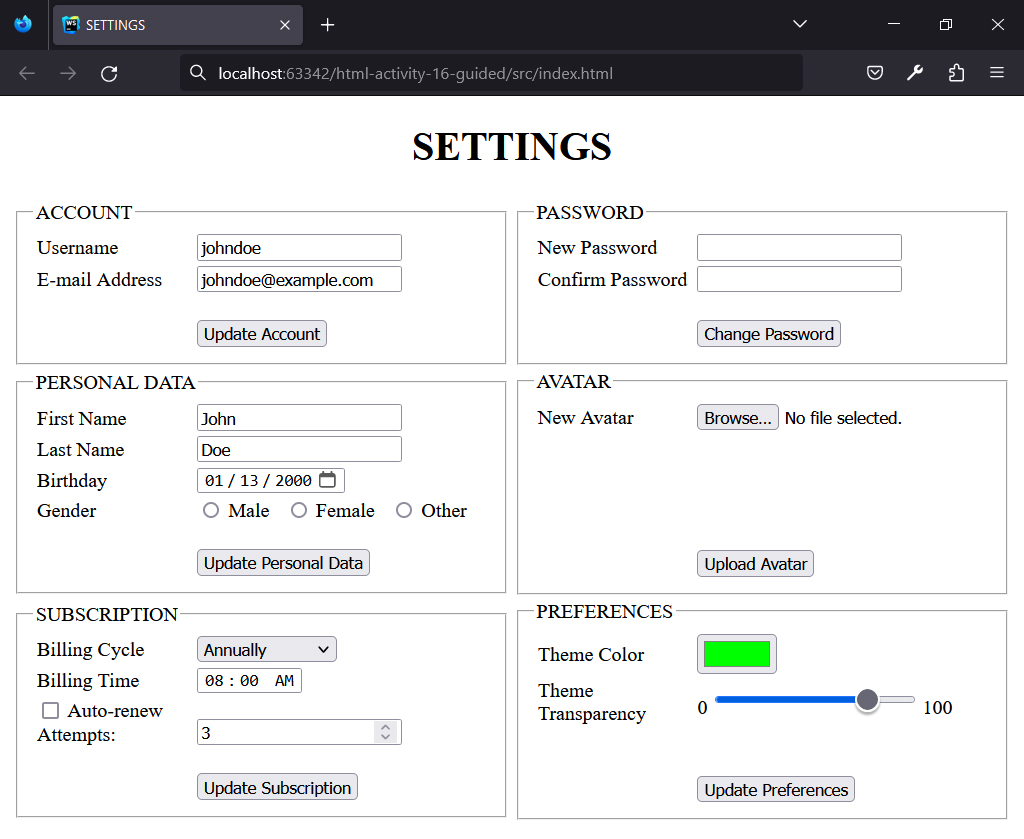 SETTINGS
localhost:63342/html-activity-16-guided/src/index.html
SETTINGS
ACCOUNT
Username johndoe
E-mail Address johndoe@example.com
Update Account
PASSWORD
New Password
Confirm Password
Change Password
PERSONAL DATA
First Name John
Last Name Doe
Birthday 01/13/2000
Gender Male Female Other
Update Personal Data
AVATAR
New Avatar Browse... No file selected.
Upload Avatar
SUBSCRIPTION
Billing Cycle Annually
Billing Time 08:00 AM
Auto-renew
Attempts: 3
Update Subscription
PREFERENCES
Theme Color
Theme
Transparency 0 100
Update Preferences